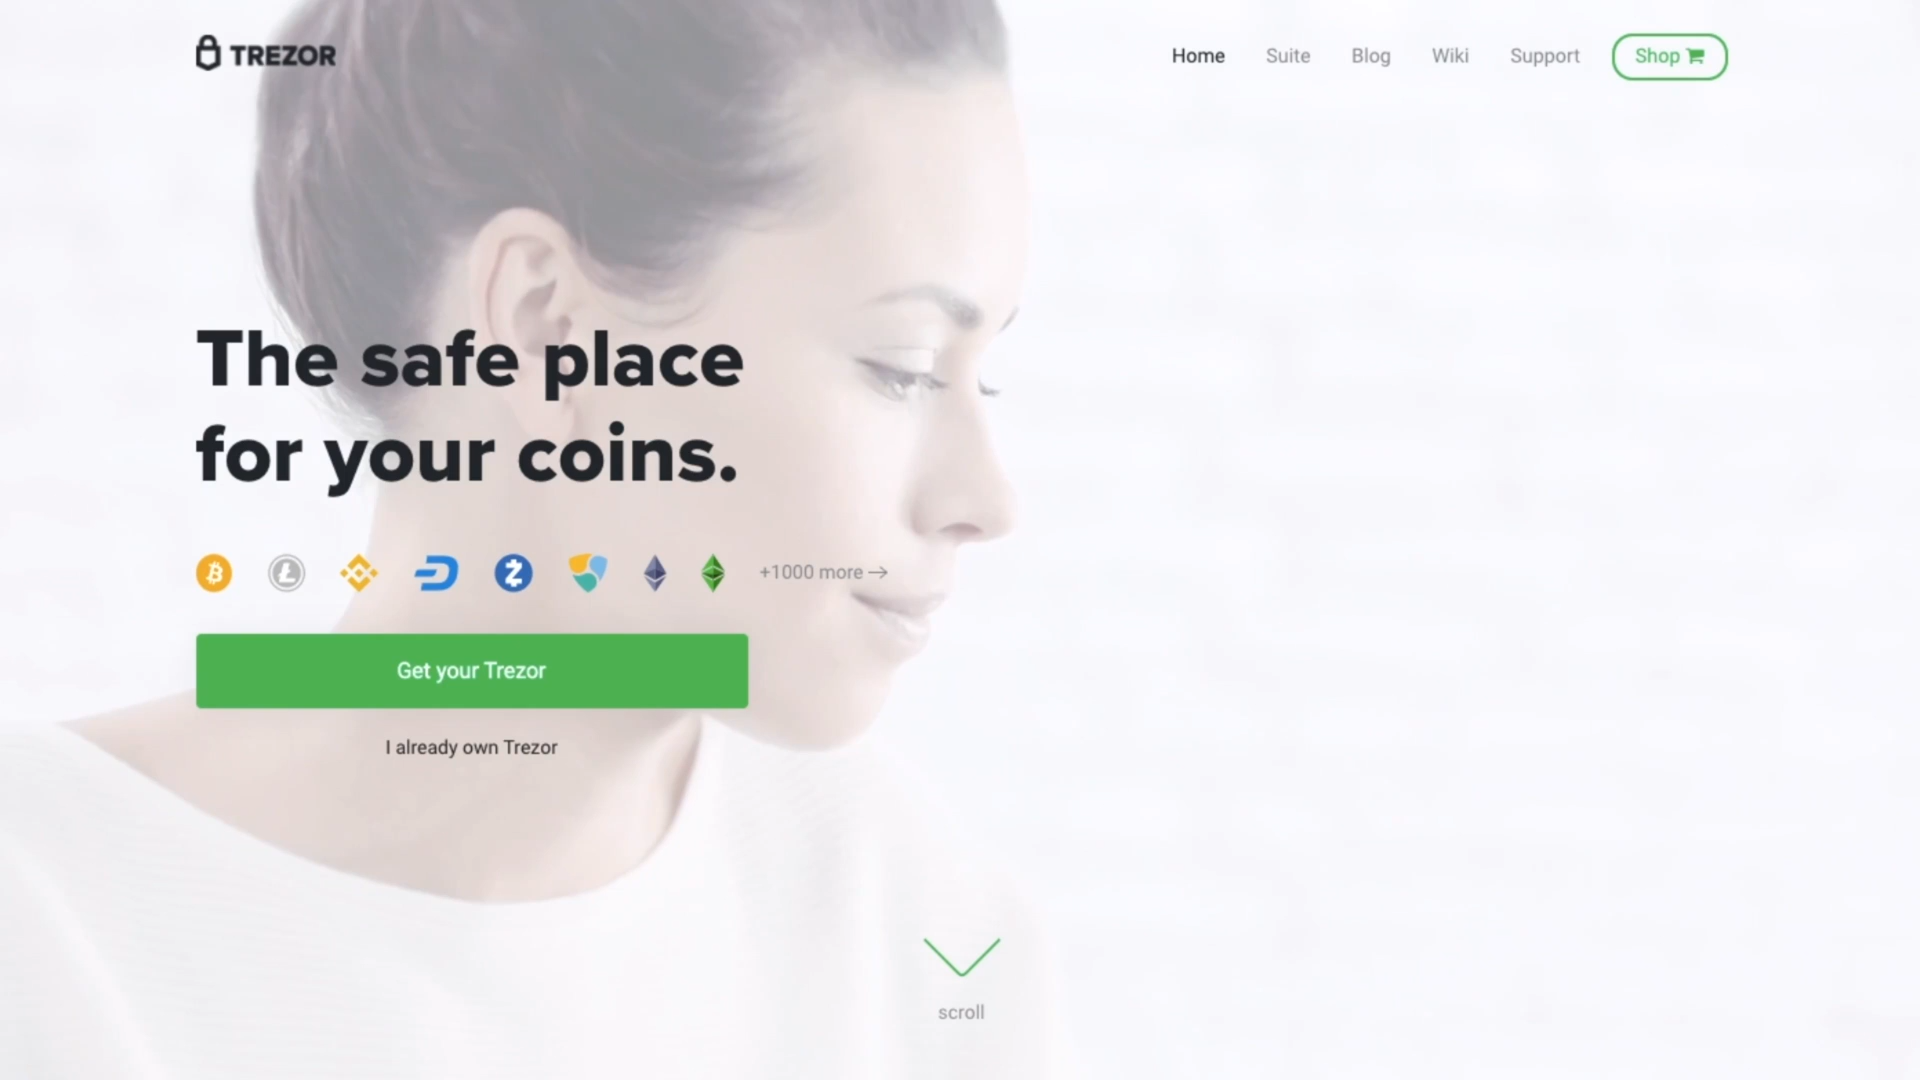 TREZOR
Home Suite Blog Wiki Support Shop
The safe place
for your coins.
+1000 more →
Get your Trezor
I already own Trezor
scroll